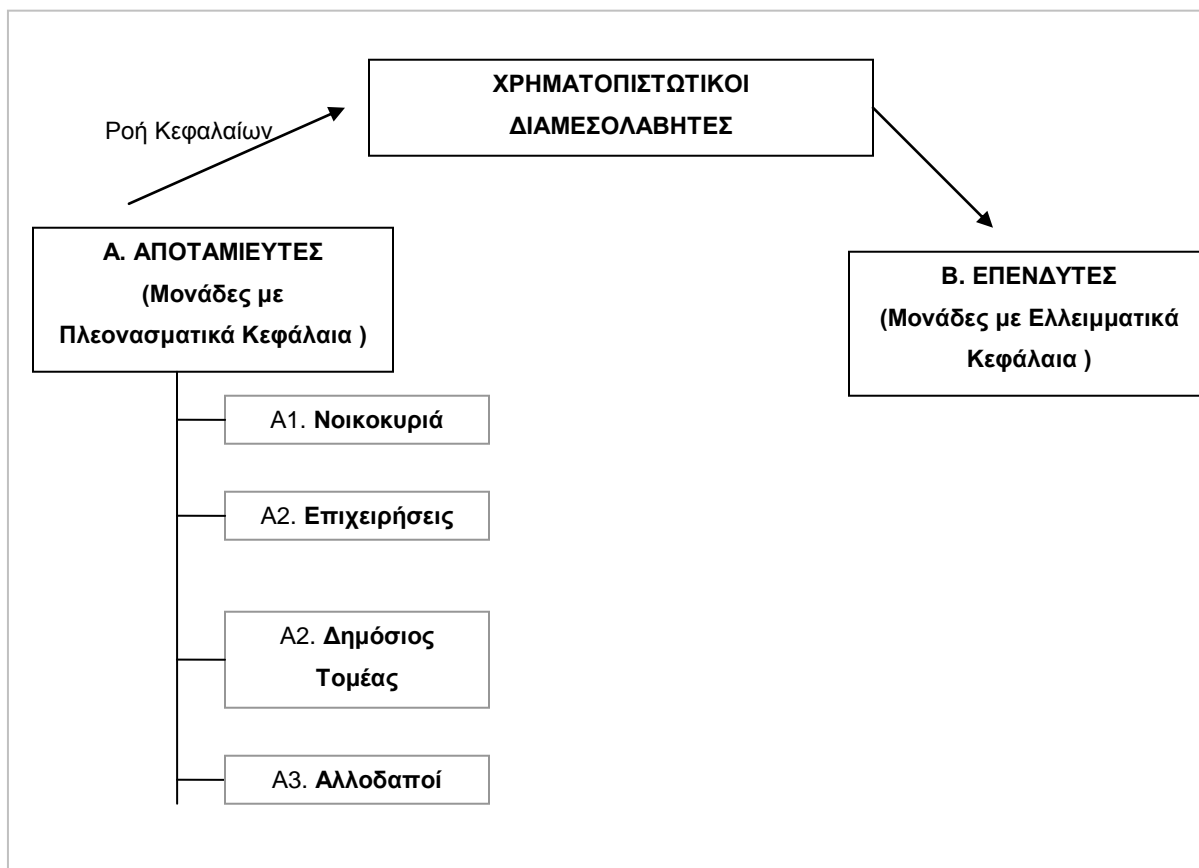 ΧΡΗΜΑΤΟΠΙΣΤΩΤΙΚΟΙ
ΔΙΑΜΕΣΟΛΑΒΗΤΕΣ
Ροή Κεφαλαίων
Α. ΑΠΟΤΑΜΙΕΥΤΕΣ
(Μονάδες με
Πλεονασματικά Κεφάλαια )
Β. ΕΠΕΝΔΥΤΕΣ
(Μονάδες με Ελλειμματικά
Κεφάλαια )
Α1. Νοικοκυριά
Α2. Επιχειρήσεις
Α2. Δημόσιος
Τομέας
Α3. Αλλοδαποί